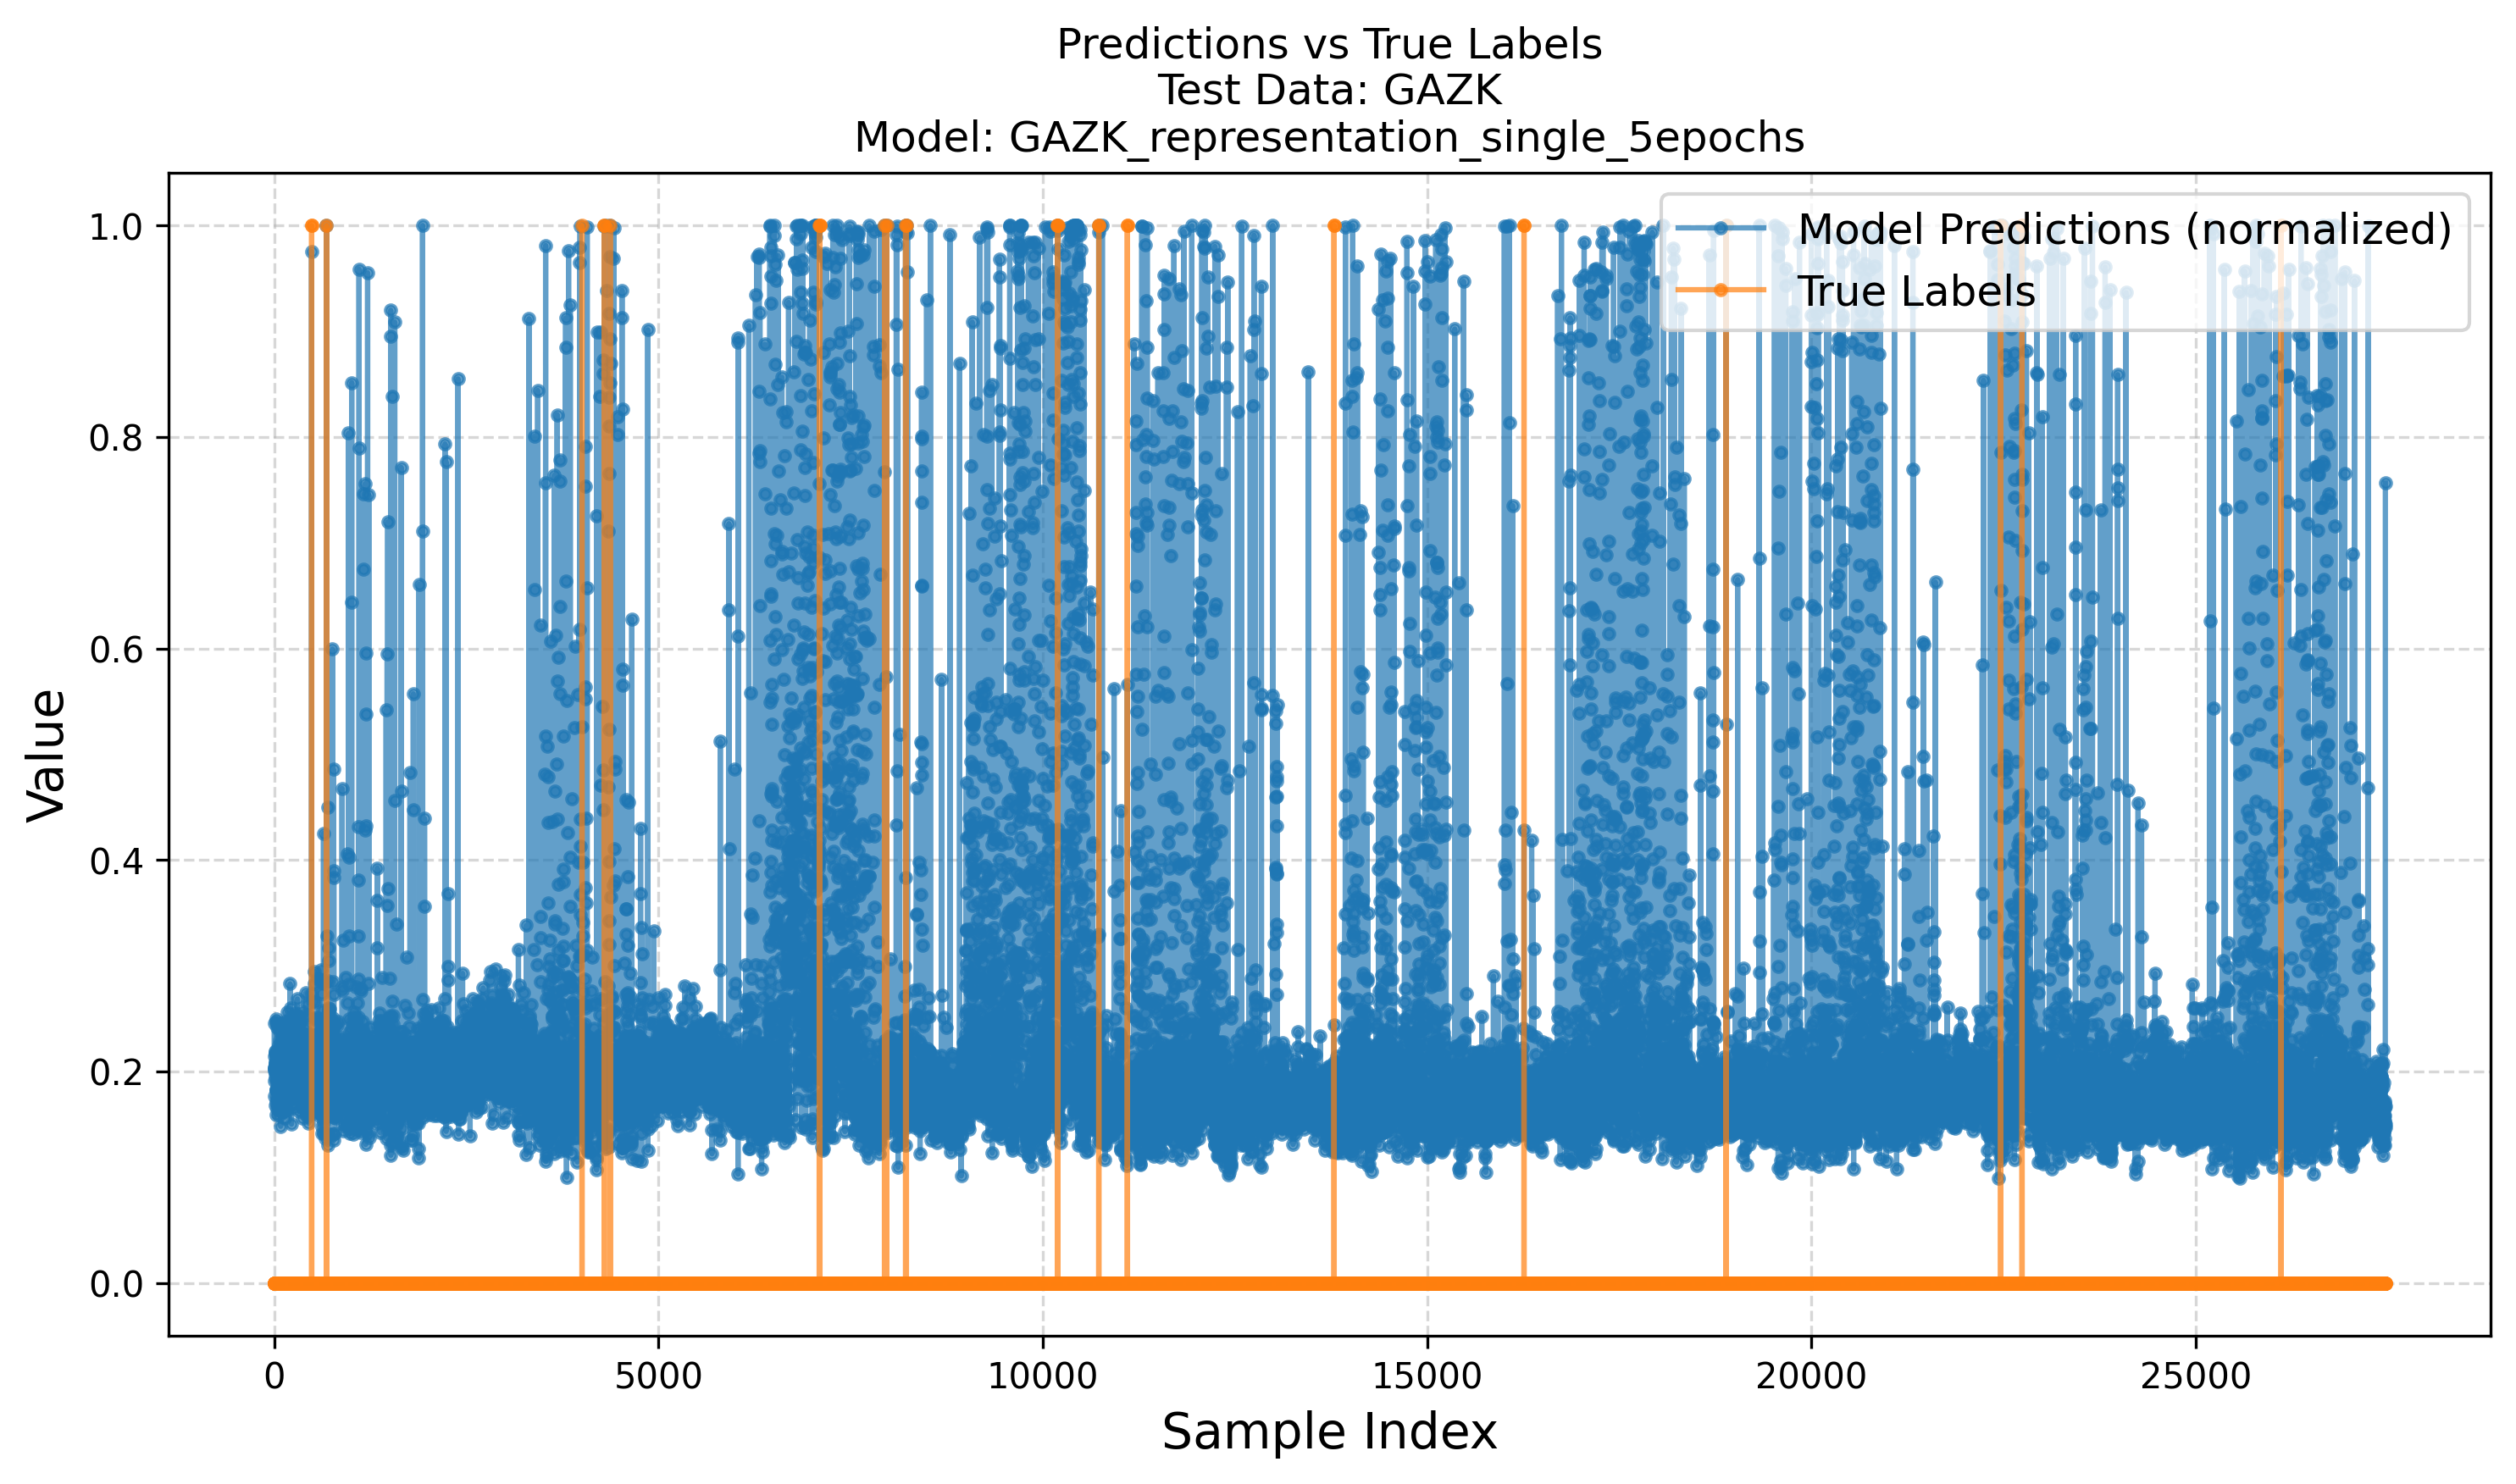 Predictions vs True Labels
Test Data: GAZK
Model: GAZK_representation_single_5epochs
Model Predictions (normalized)
True Labels
Value
1.0
0.8
0.6
0.4
0.2
0.0
0 5000 10000 15000 20000 25000
Sample Index